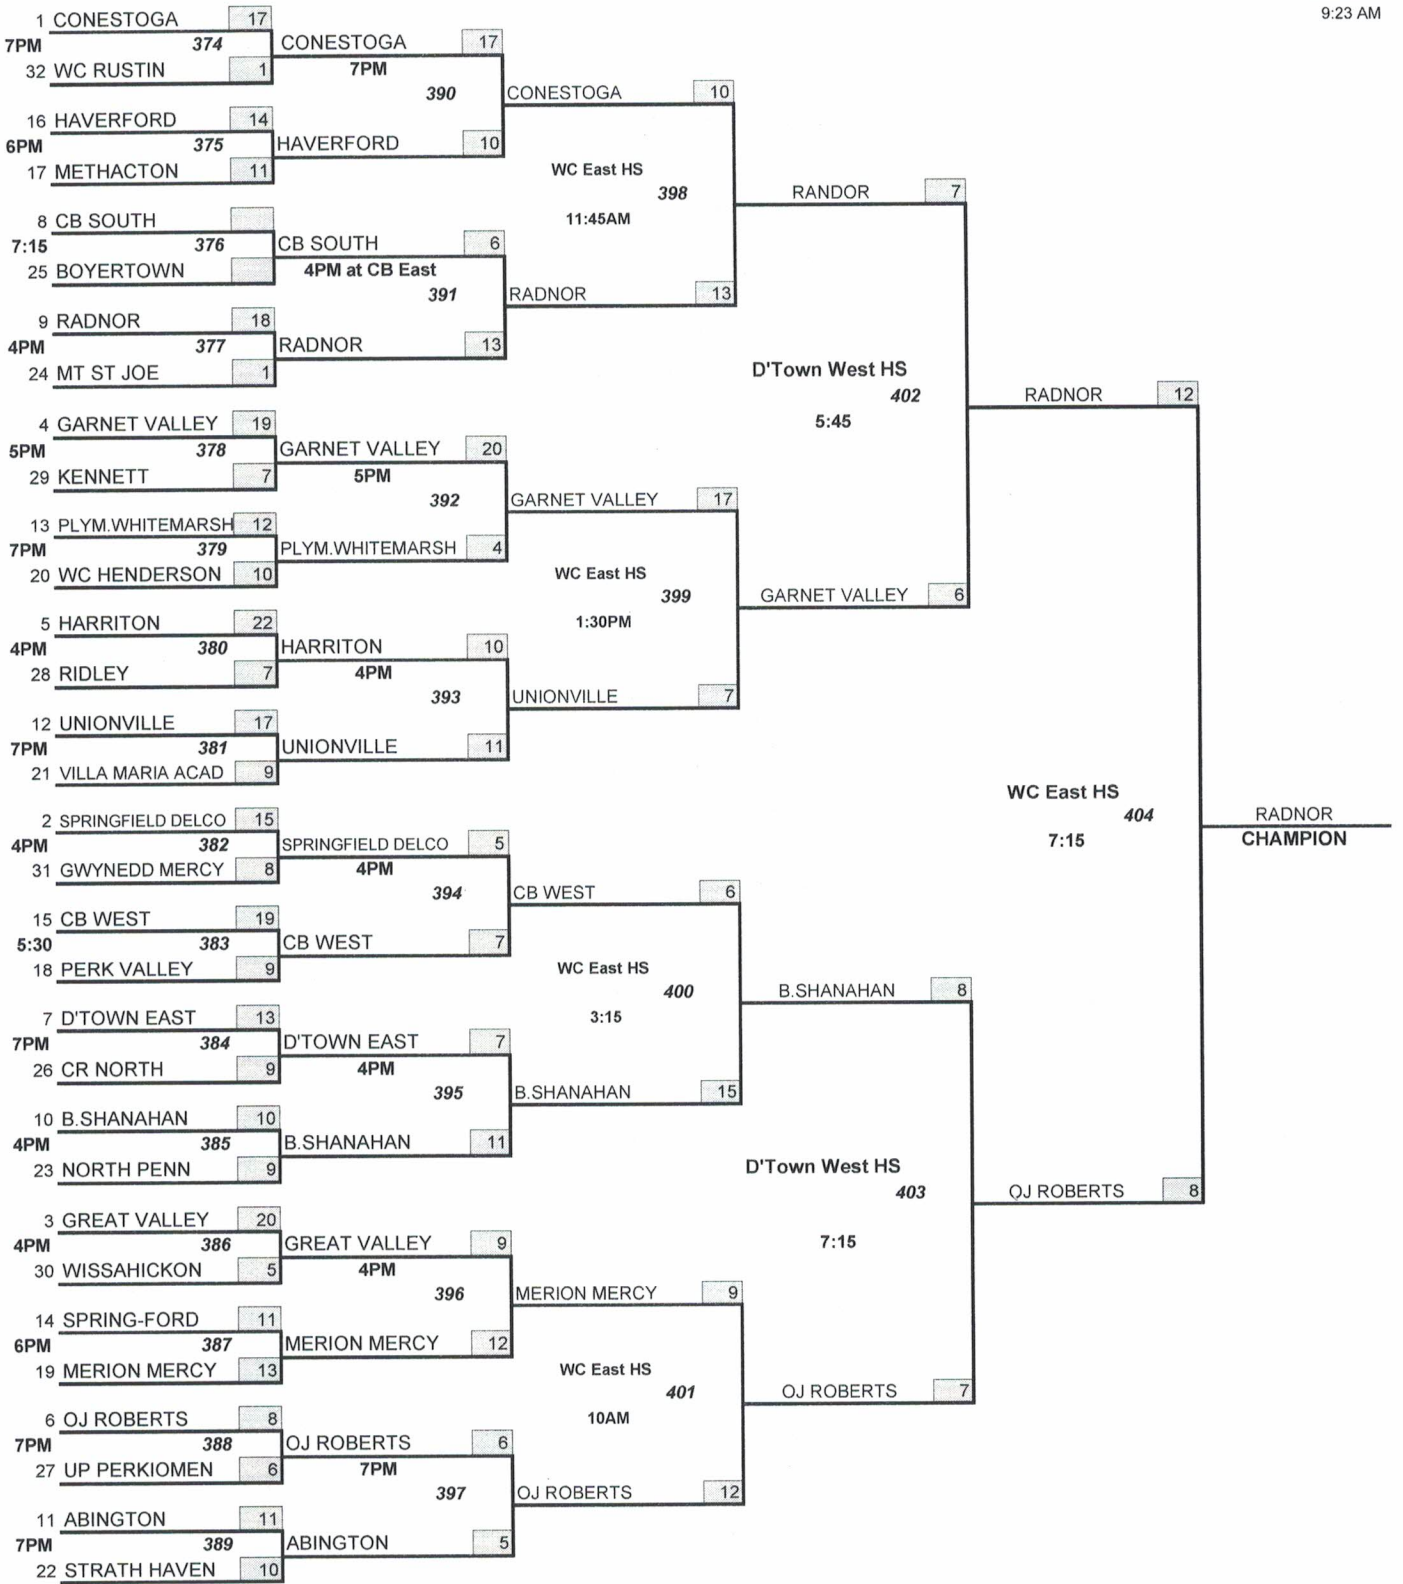 9:23 AM
1 CONESTOGA 17
7PM 374 CONESTOGA 17
32 WC RUSTIN 1 7PM
390 CONESTOGA 10
16 HAVERFORD 14
6PM 375 HAVERFORD 10
17 METHACTON 11 WC East HS
398 RANDOR 7
8 CB SOUTH 11:45AM
7:15 376 CB SOUTH 6
25 BOYERTOWN 4PM at CB East
391 RADNOR 13
9 RADNOR 18
4PM 377 RADNOR 13
24 MT ST JOE 1 D'Town West HS
402 RADNOR 12
4 GARNET VALLEY 19 5:45
5PM 378 GARNET VALLEY 20
29 KENNETT 7 5PM
392 GARNET VALLEY 17
13 PLYM.WHITEMARSH 12
7PM 379 PLYM.WHITEMARSH 4
20 WC HENDERSON 10 WC East HS
399 GARNET VALLEY 6
5 HARRITON 22 1:30PM
4PM 380 HARRITON 10
28 RIDLEY 7 4PM
393 UNIONVILLE 7
12 UNIONVILLE 17
7PM 381 UNIONVILLE 11
21 VILLA MARIA ACAD 9
WC East HS
404 RADNOR
7:15 CHAMPION
2 SPRINGFIELD DELCO 15
4PM 382 SPRINGFIELD DELCO 5
31 GWYNEDD MERCY 8 4PM
394 CB WEST 6
15 CB WEST 19
5:30 383 CB WEST 7
18 PERK VALLEY 9 WC East HS
400 B.SHANAHAN 8
7 D'TOWN EAST 13 3:15
7PM 384 D'TOWN EAST 7
26 CR NORTH 9 4PM
395 B.SHANAHAN 15
10 B.SHANAHAN 10
4PM 385 B.SHANAHAN 11
23 NORTH PENN 9 D'Town West HS
403 OJ ROBERTS 8
3 GREAT VALLEY 20 7:15
4PM 386 GREAT VALLEY 9
30 WISSAHICKON 5 4PM
396 MERION MERCY 9
14 SPRING-FORD 11
6PM 387 MERION MERCY 12
19 MERION MERCY 13 WC East HS
401 OJ ROBERTS 7
6 OJ ROBERTS 8 10AM
7PM 388 OJ ROBERTS 6
27 UP PERKIOMEN 6 7PM
397 OJ ROBERTS 12
11 ABINGTON 11
7PM 389 ABINGTON 5
22 STRATH HAVEN 10